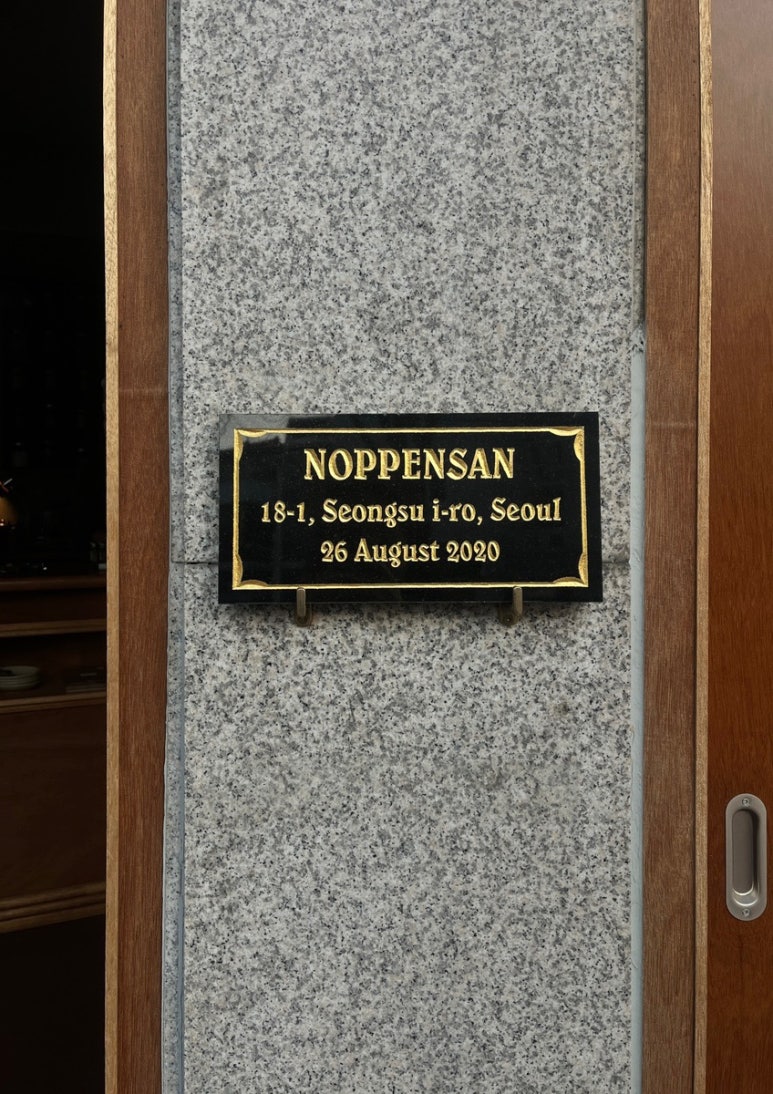 NOPPENSAN
18-1, Seongsu i-ro, Seoul
26 August 2020